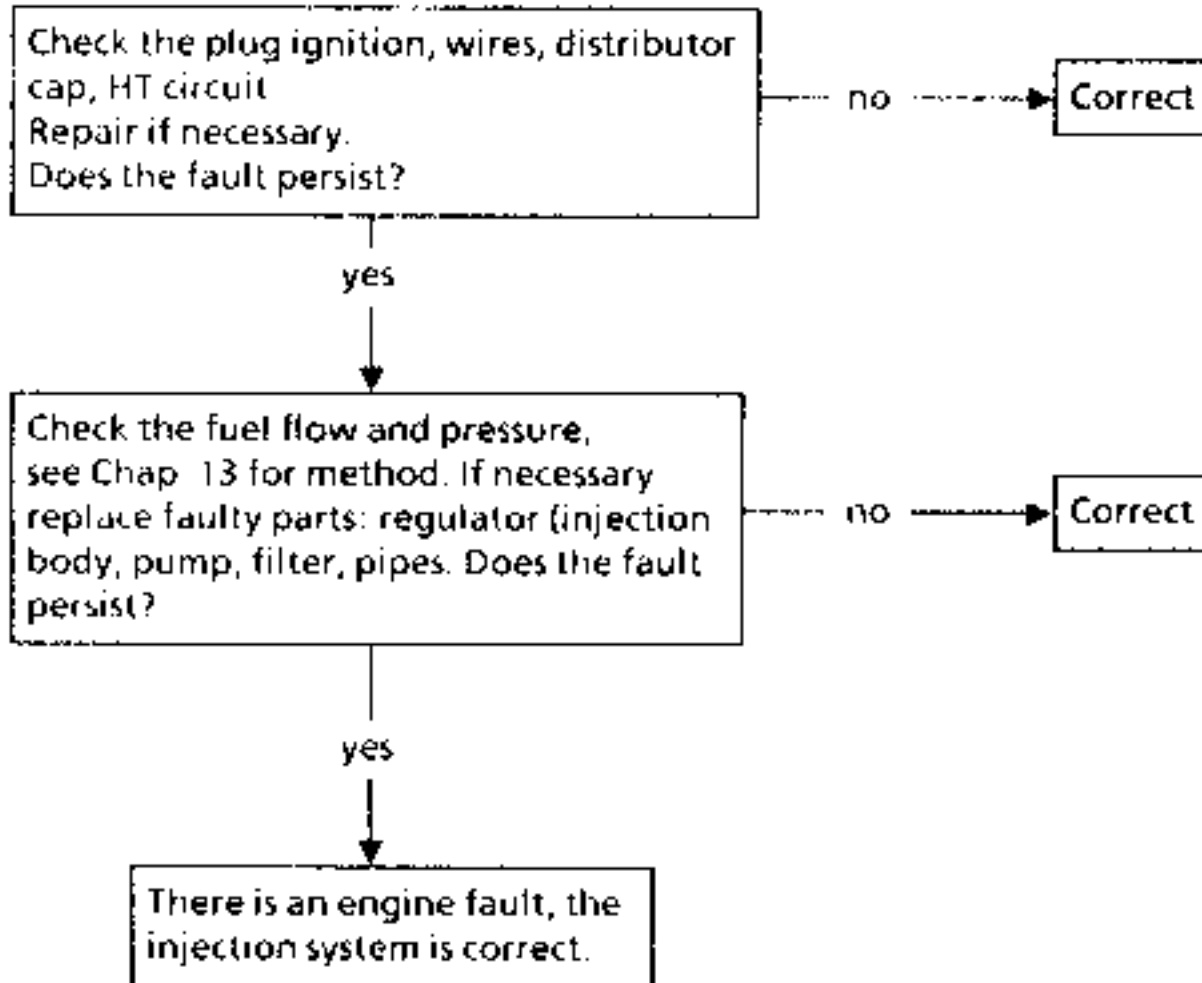 Check the plug ignition, wires, distributor
cap, HT circuit
Repair if necessary.
Does the fault persist?
no
Correct
yes
Check the fuel flow and pressure,
see Chap 13 for method. If necessary
replace faulty parts: regulator (injection
body, pump, filter, pipes. Does the fault
persist?
no
Correct
yes
There is an engine fault, the
injection system is correct.